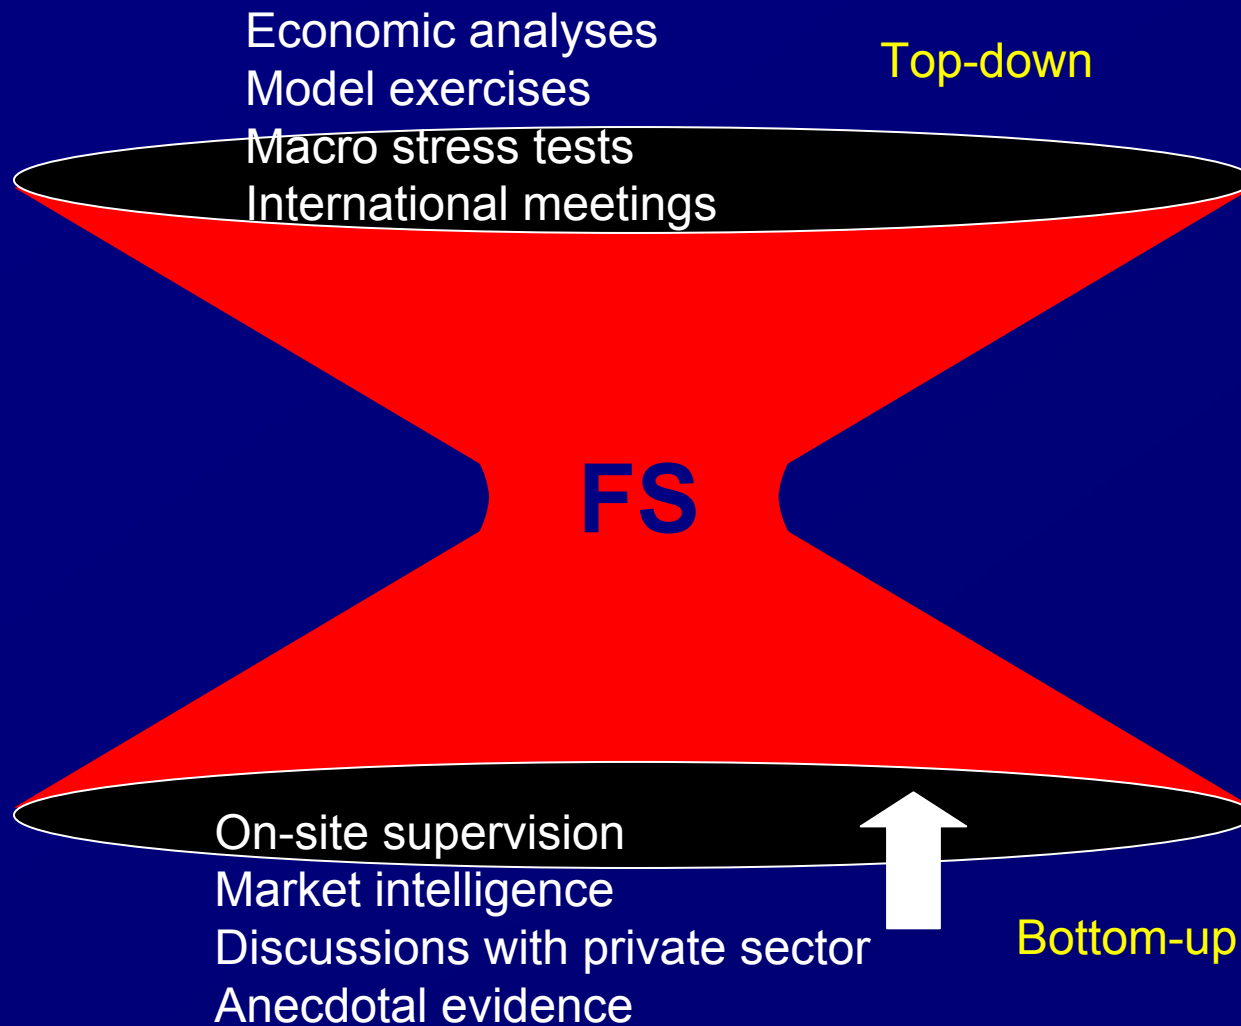 Economic analyses
Model exercises
Macro stress tests
International meetings
Top-down
FS
On-site supervision
Market intelligence
Discussions with private sector
Anecdotal evidence
Bottom-up